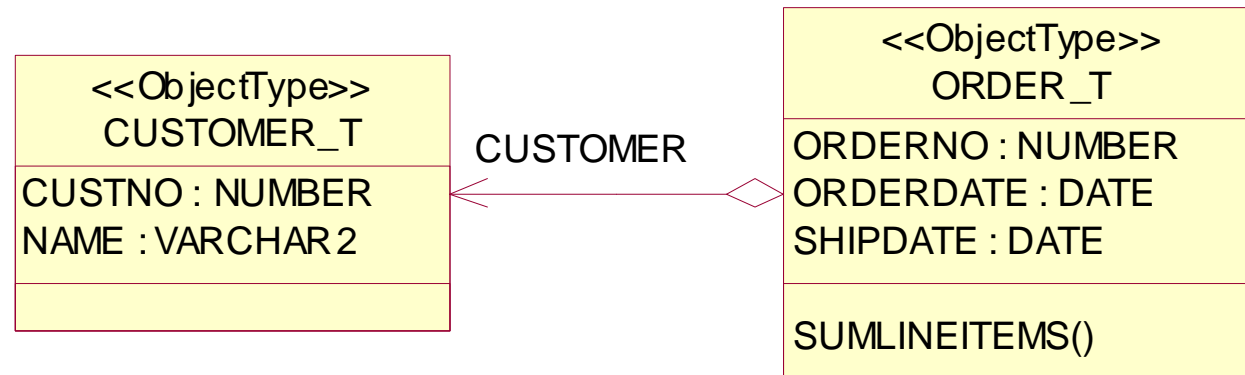 <<ObjectType>>
CUSTOMER_T
CUSTNO : NUMBER
NAME : VARCHAR2
CUSTOMER
<<ObjectType>>
ORDER_T
ORDERNO : NUMBER
ORDERDATE : DATE
SHIPDATE : DATE
SUMLINEITEMS()